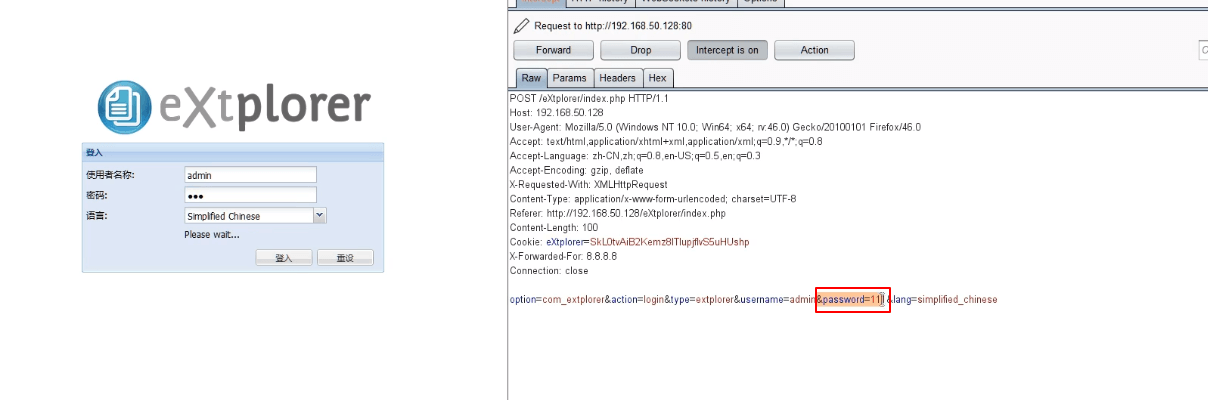 eXtplorer
登入
使用者名称:
admin
密码:
●●●
语言:
Simplified Chinese
Please wait...
登入
重设
Request to http://192.168.50.128:80
Forward
Drop
Intercept is on
Action
Raw
Params
Headers
Hex
POST /eXtplorer/index.php HTTP/1.1
Host: 192.168.50.128
User-Agent: Mozilla/5.0 (Windows NT 10.0; Win64; x64; rv:46.0) Gecko/20100101 Firefox/46.0
Accept: text/html,application/xhtml+xml,application/xml;q=0.9,*/*;q=0.8
Accept-Language: zh-CN,zh;q=0.8,en-US;q=0.5,en;q=0.3
Accept-Encoding: gzip, deflate
X-Requested-With: XMLHttpRequest
Content-Type: application/x-www-form-urlencoded; charset=UTF-8
Referer: http://192.168.50.128/eXtplorer/index.php
Content-Length: 100
X-Forwarded-For: 8.8.8.8
Connection: close
option=com_extplorer&action=login&type=extplorer&username=admin&password=111&lang=simplified_chinese